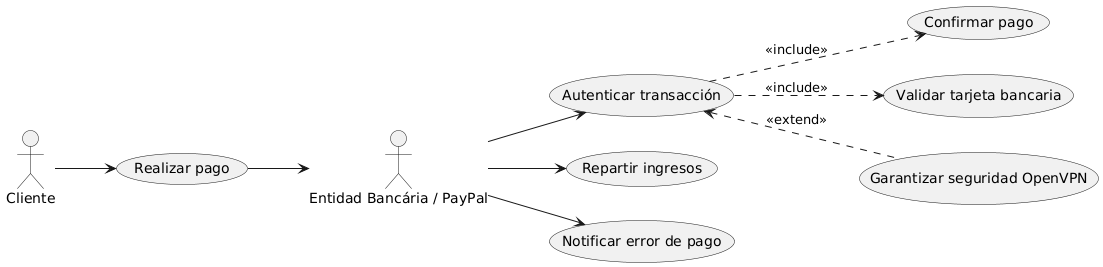 Confirmar pago
«include»
Autenticar transacción
«include»
Validar tarjeta bancaria
«extend»
Realizar pago
Repartir ingresos
Garantizar seguridad OpenVPN
Cliente
Entidad Bancária / PayPal
Notificar error de pago